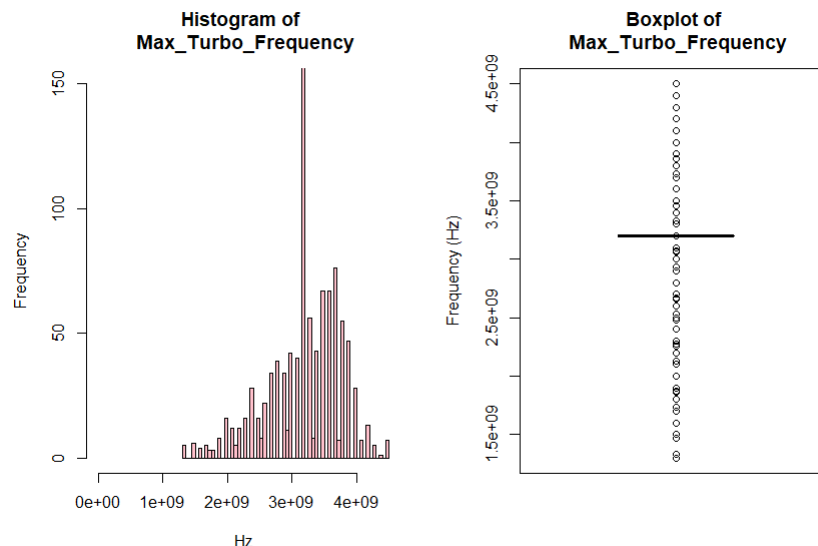 Histogram of
Max_Turbo_Frequency
150
100
50
0
Frequency
0e+00 1e+09 2e+09 3e+09 4e+09
Hz
Boxplot of
Max_Turbo_Frequency
4.5e+09
3.5e+09
2.5e+09
1.5e+09
Frequency (Hz)